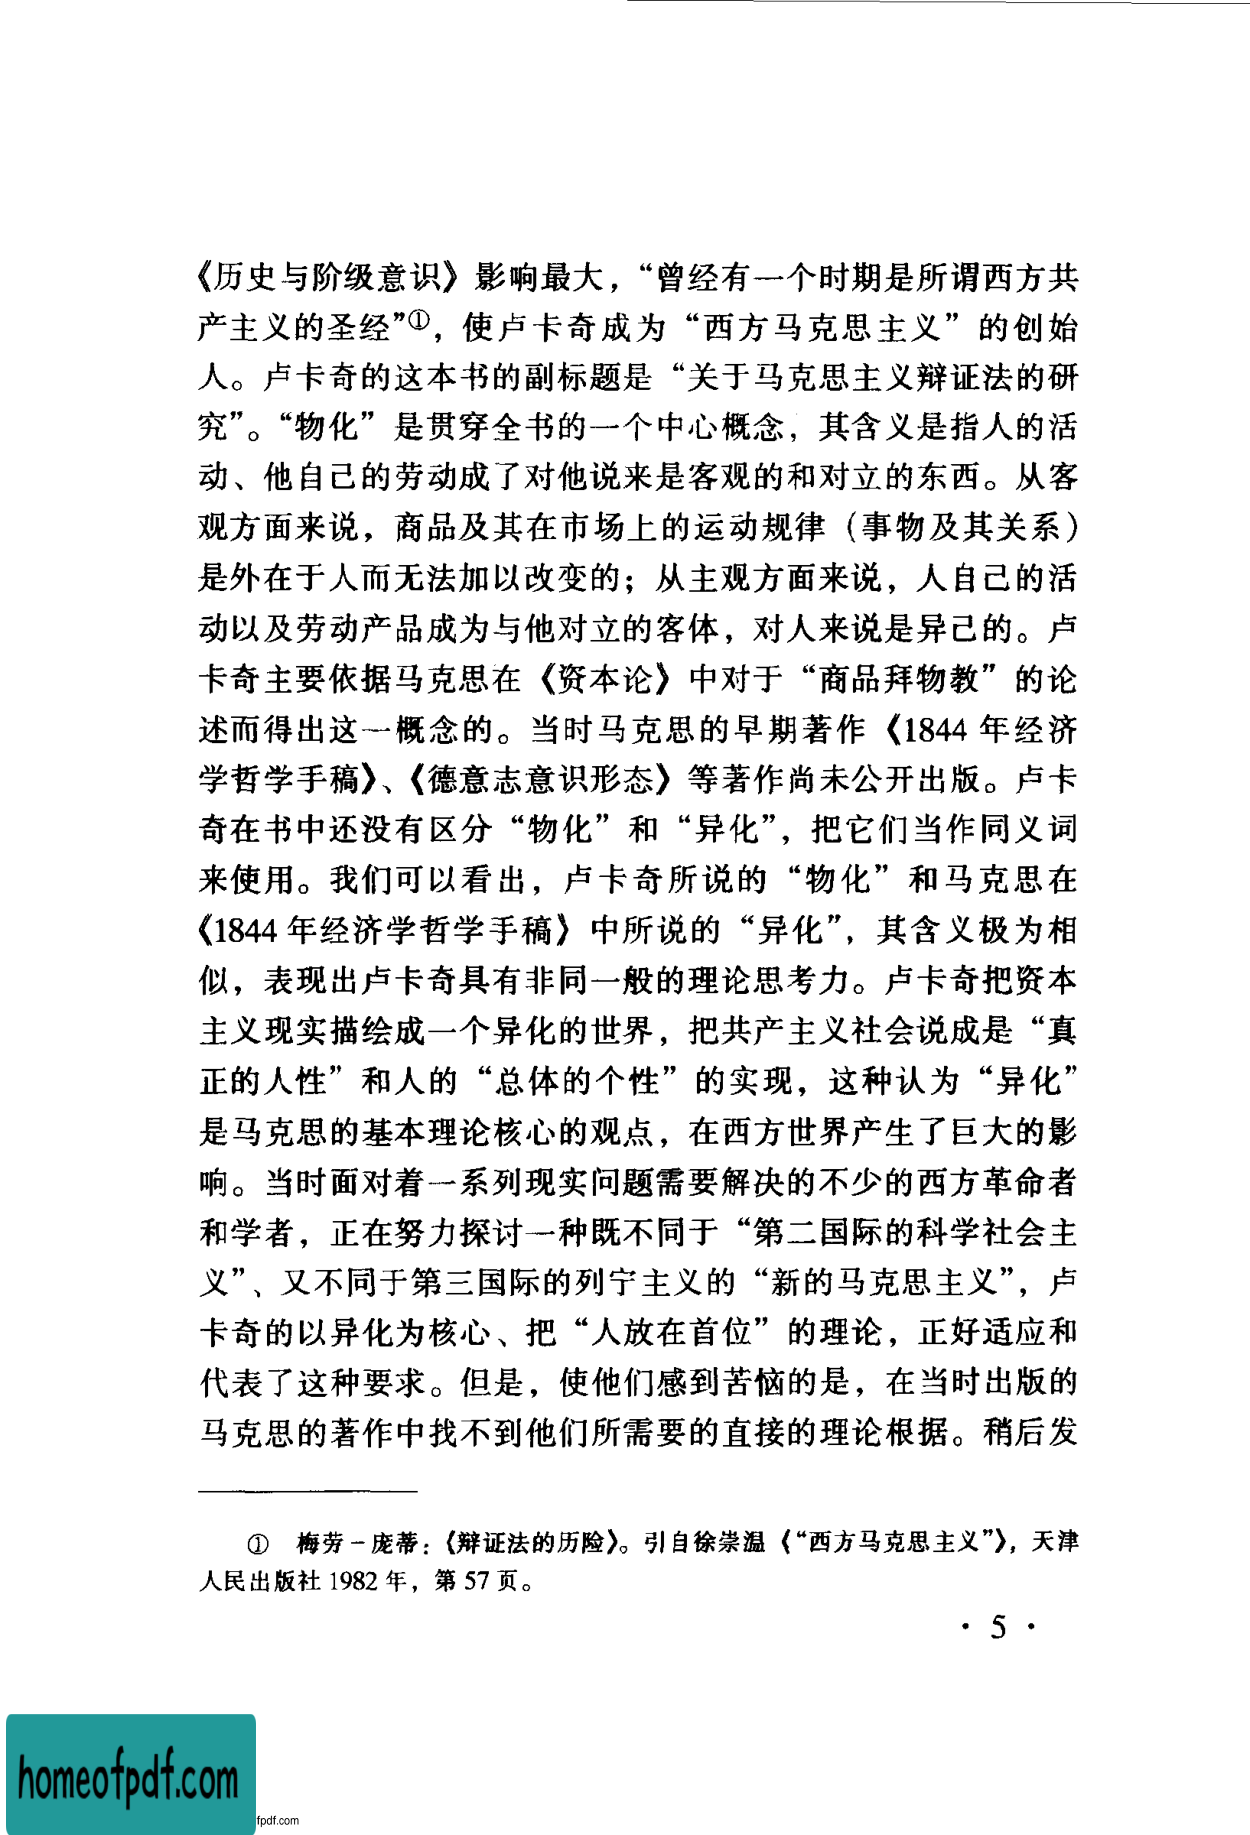 《历史与阶级意识》影响最大，“曾经有一个时期是所谓西方共
产主义的圣经”①，使卢卡奇成为“西方马克思主义”的创始
人。卢卡奇的这本书的副标题是“关于马克思主义辩证法的研
究”。“物化”是贯穿全书的一个中心概念，其含义是指人的活
动、他自己的劳动成了对他说来是客观的和对立的东西。从客
观方面来说，商品及其在市场上的运动规律（事物及其关系）
是外在于人而无法加以改变的；从主观方面来说，人自己的活
动以及劳动产品成为与他对立的客体，对人来说是异己的。卢
卡奇主要依据马克思在《资本论》中对于“商品拜物教”的论
述而得出这一概念的。当时马克思的早期著作《1844 年经济
学哲学手稿》、《德意志意识形态》等著作尚未公开出版。卢卡
奇在书中还没有区分“物化”和“异化”，把它们当作同义词
来使用。我们可以看出，卢卡奇所说的“物化”和马克思在
《1844 年经济学哲学手稿》中所说的“异化”，其含义极为相
似，表现出卢卡奇具有非同一般的理论思考力。卢卡奇把资本
主义现实描绘成一个异化的世界，把共产主义社会说成是“真
正的人性”和人的“总体的个性”的实现，这种认为“异化”
是马克思的基本理论核心的观点，在西方世界产生了巨大的影
响。当时面对着一系列现实问题需要解决的不少的西方革命者
和学者，正在努力探讨一种既不同于“第二国际的科学社会主
义”、又不同于第三国际的列宁主义的“新的马克思主义”，卢
卡奇的以异化为核心、把“人放在首位”的理论，正好适应和
代表了这种要求。但是，使他们感到苦恼的是，在当时出版的
马克思的著作中找不到他们所需要的直接的理论根据。稍后发
① 梅劳－庞蒂：《辩证法的历险》。引自徐崇温《“西方马克思主义”》，天津
人民出版社 1982 年，第 57 页。
· 5 ·
homeofpdf.com
fpdf.com